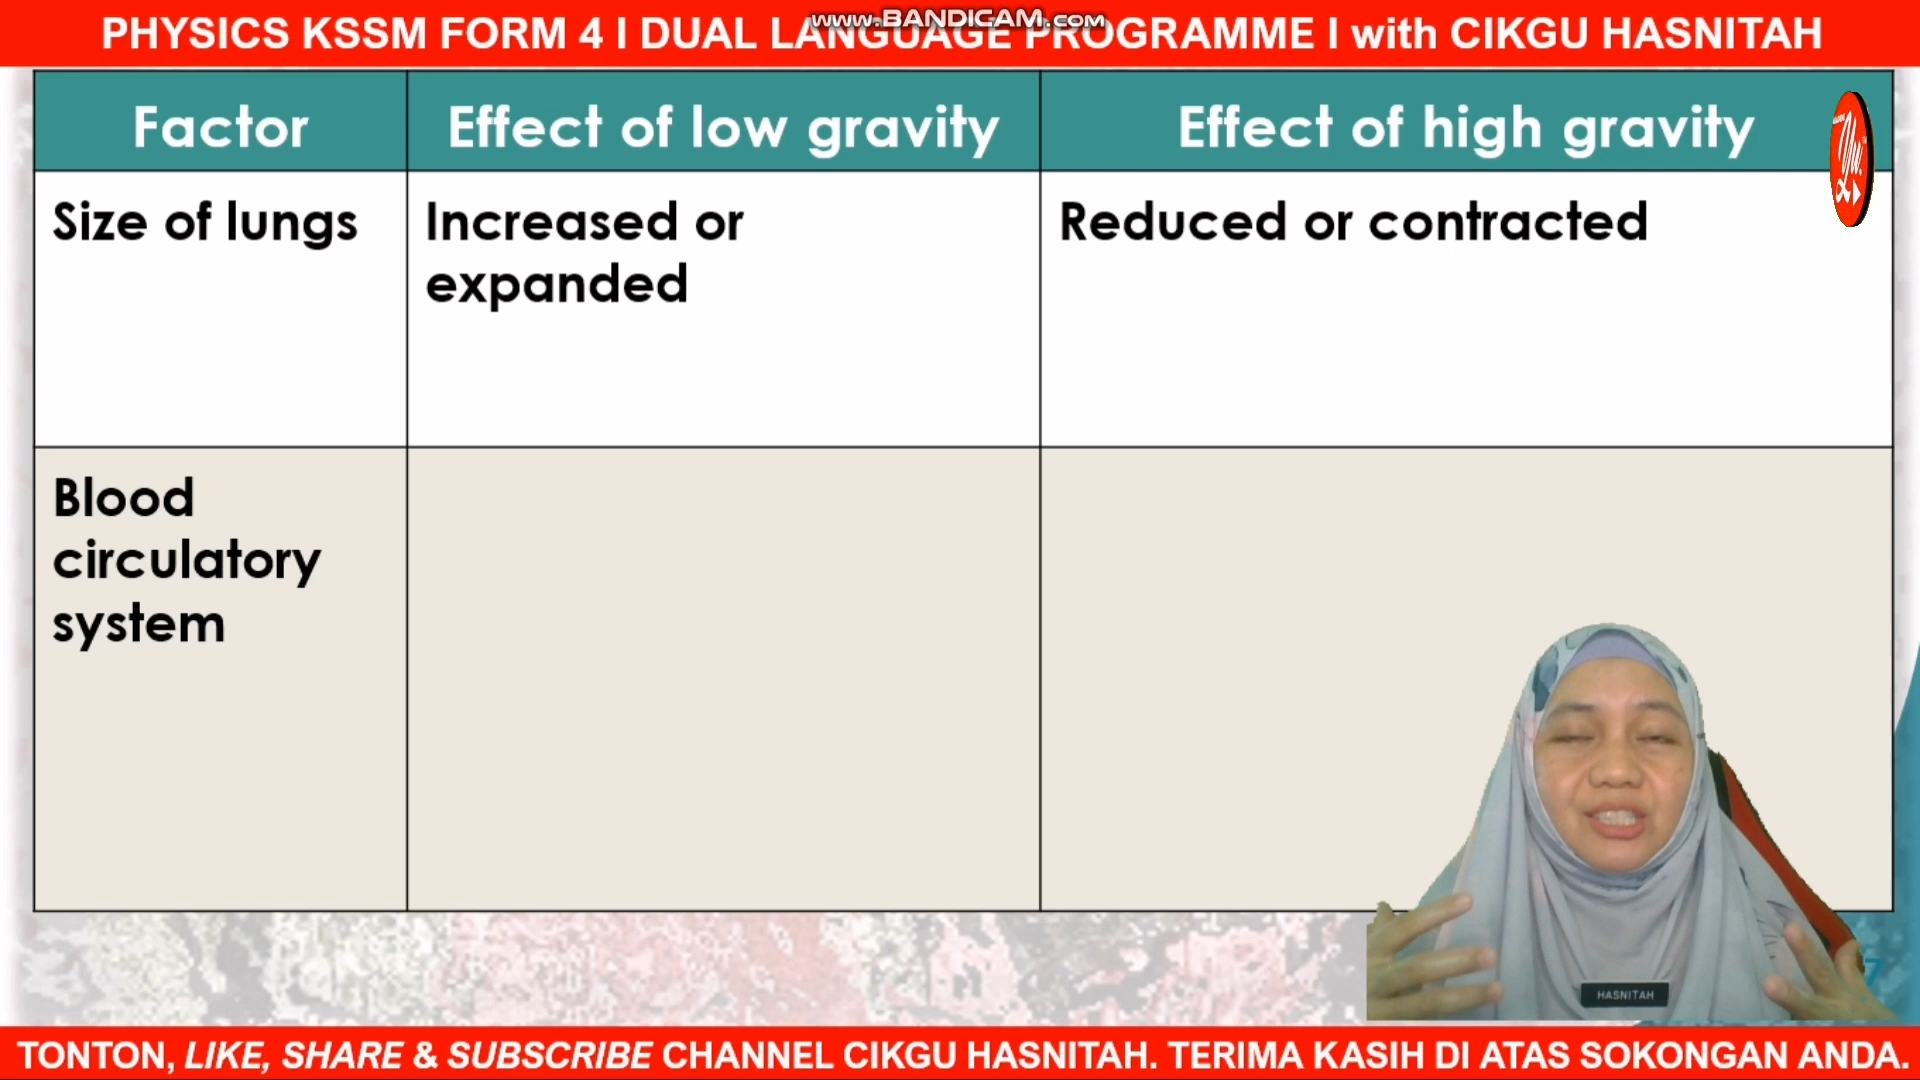 www.BANDICAM.com
PHYSICS KSSM FORM 4 I DUAL LANGUAGE PROGRAMME I with CIKGU HASNITAH
Factor
Effect of low gravity
Effect of high gravity
Size of lungs
Increased or
expanded
Reduced or contracted
Blood
circulatory
system
7
HASNITAH
TONTON, LIKE, SHARE & SUBSCRIBE CHANNEL CIKGU HASNITAH. TERIMA KASIH DI ATAS SOKONGAN ANDA.